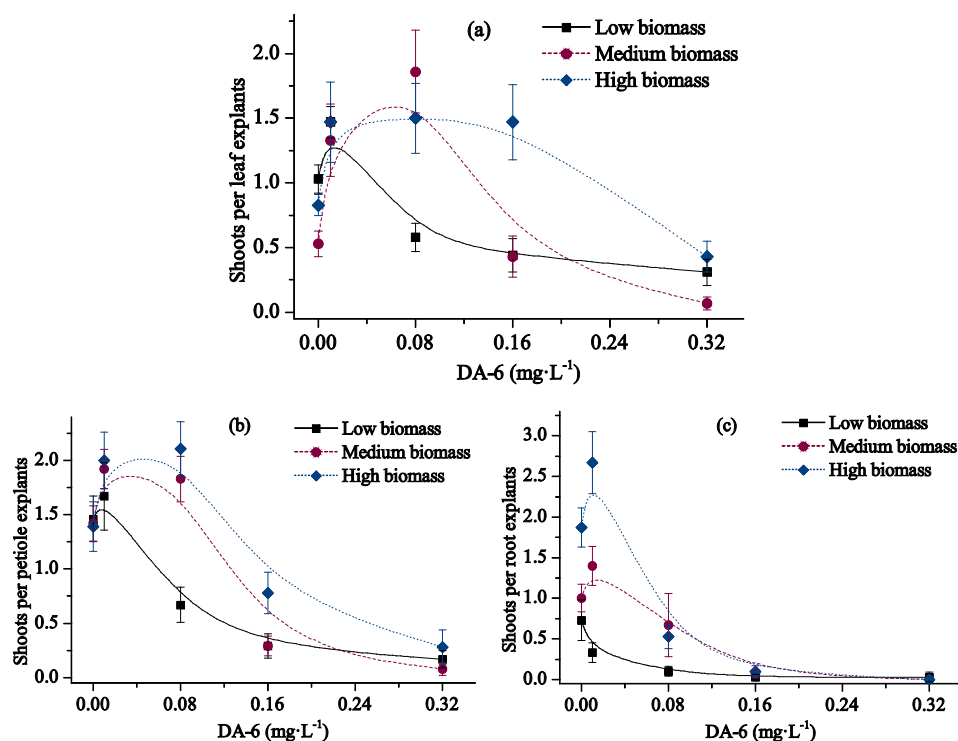 (a)
Low biomass
Medium biomass
High biomass
Shoots per leaf explants
2.0
1.5
1.0
0.5
0.0
0.00 0.08 0.16 0.24 0.32
DA-6 (mg·L⁻¹)
(b)
Low biomass
Medium biomass
High biomass
Shoots per petiole explants
2.0
1.5
1.0
0.5
0.0
0.00 0.08 0.16 0.24 0.32
DA-6 (mg·L⁻¹)
(c)
Low biomass
Medium biomass
High biomass
Shoots per root explants
3.0
2.5
2.0
1.5
1.0
0.5
0.0
0.00 0.08 0.16 0.24 0.32
DA-6 (mg·L⁻¹)